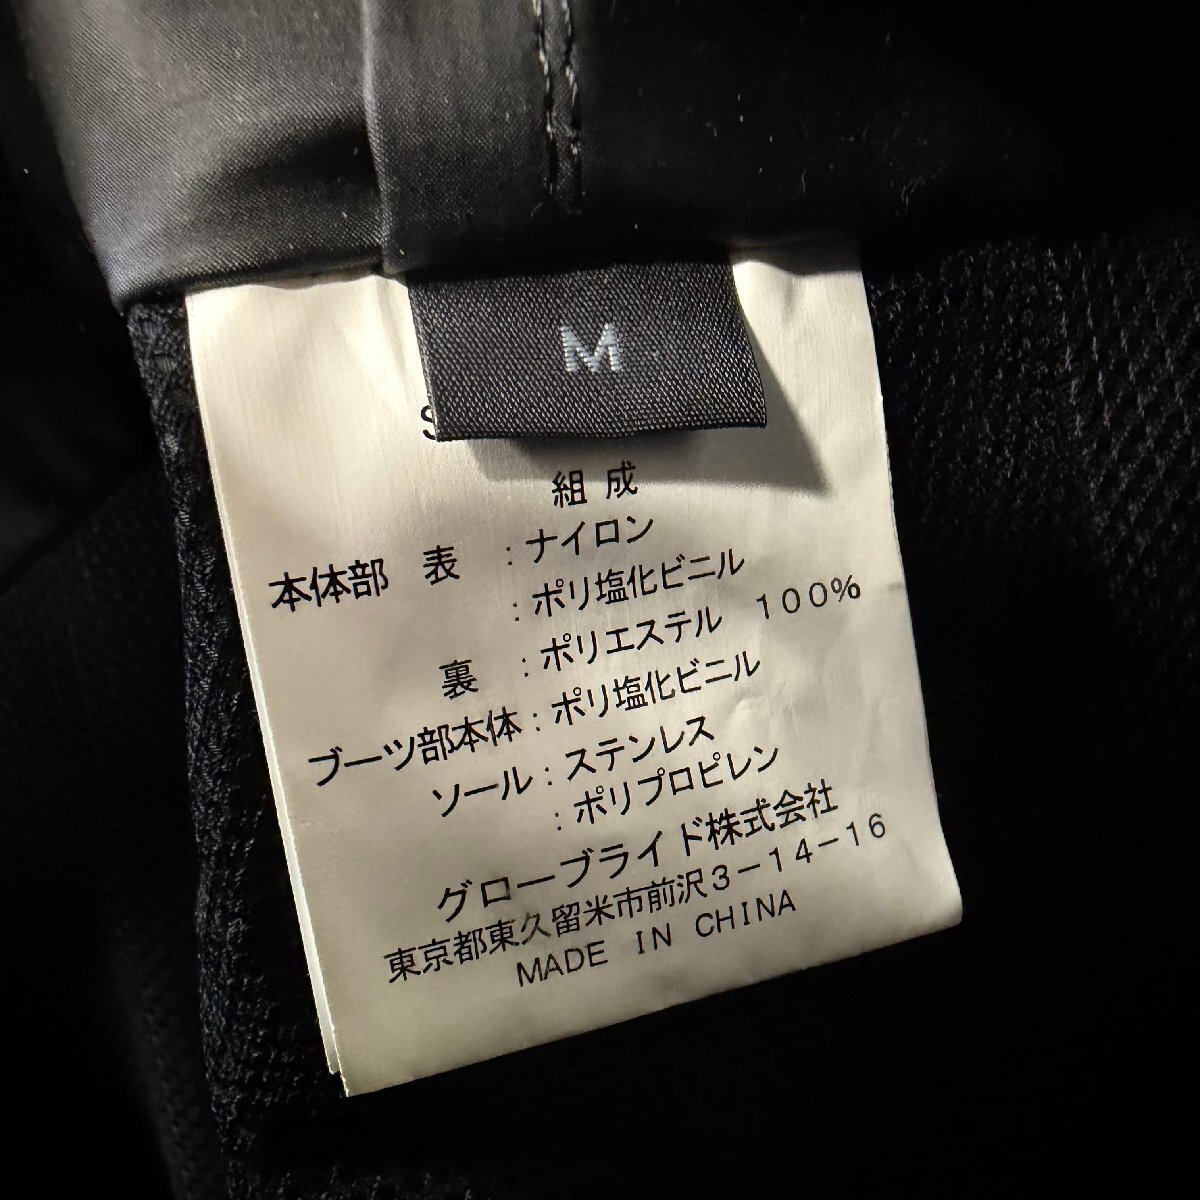 M
S
組成
本体部 表 : ナイロン
: ポリ塩化ビニル
裏 : ポリエステル 100%
ブーツ部本体 : ポリ塩化ビニル
ソール : ステンレス
: ポリプロピレン
グローブライド株式会社
東京都東久留米市前沢3-14-16
MADE IN CHINA